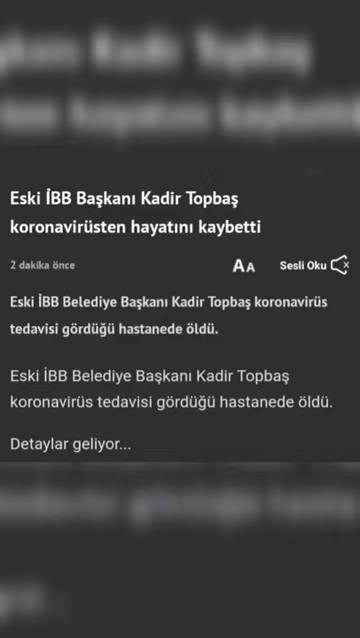 Eski İBB Başkanı Kadir Topbaş
koronavirüsten hayatını kaybetti
2 dakika önce
AA
Sesli Oku
Eski İBB Belediye Başkanı Kadir Topbaş koronavirüs
tedavisi gördüğü hastanede öldü.
Eski İBB Belediye Başkanı Kadir Topbaş
koronavirüs tedavisi gördüğü hastanede öldü.
Detaylar geliyor...